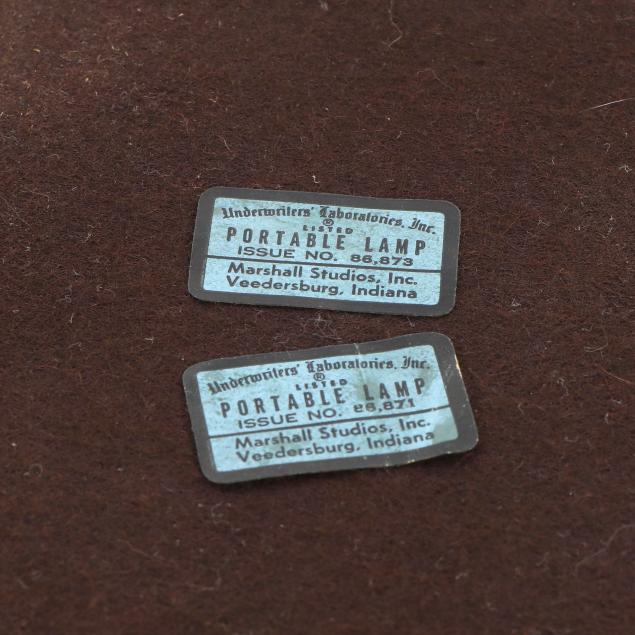 Underwriters' Laboratories, Inc.
®
LISTED
PORTABLE LAMP
ISSUE NO. 86,873
Marshall Studios, Inc.
Veedersburg, Indiana
Underwriters' Laboratories, Inc.
®
LISTED
PORTABLE LAMP
ISSUE NO. 86,871
Marshall Studios, Inc.
Veedersburg, Indiana